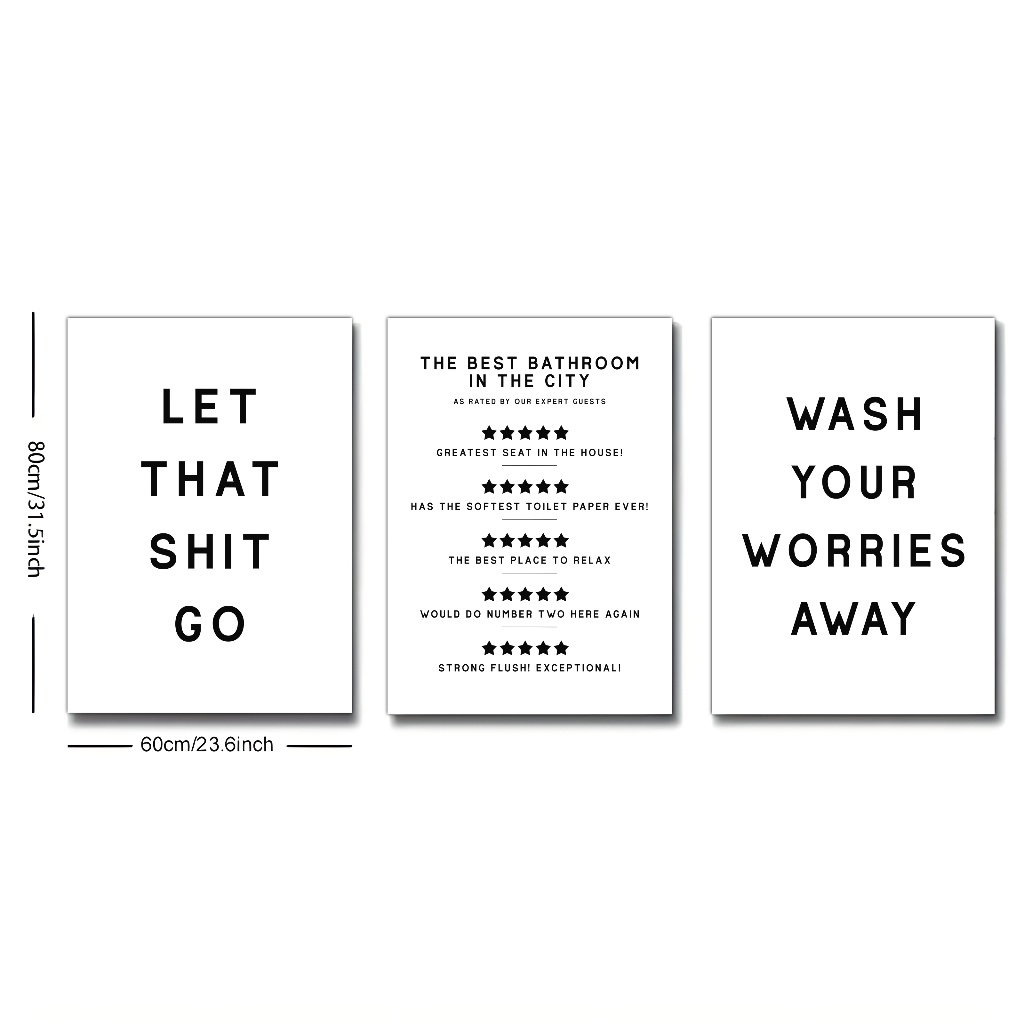 LET
THAT
SHIT
GO
THE BEST BATHROOM
IN THE CITY
AS RATED BY OUR EXPERT GUESTS
★★★★★
GREATEST SEAT IN THE HOUSE!
★★★★★
HAS THE SOFTEST TOILET PAPER EVER!
★★★★★
THE BEST PLACE TO RELAX
★★★★★
WOULD DO NUMBER TWO HERE AGAIN
★★★★★
STRONG FLUSH! EXCEPTIONAL!
WASH
YOUR
WORRIES
AWAY
80cm/31.5inch
60cm/23.6inch